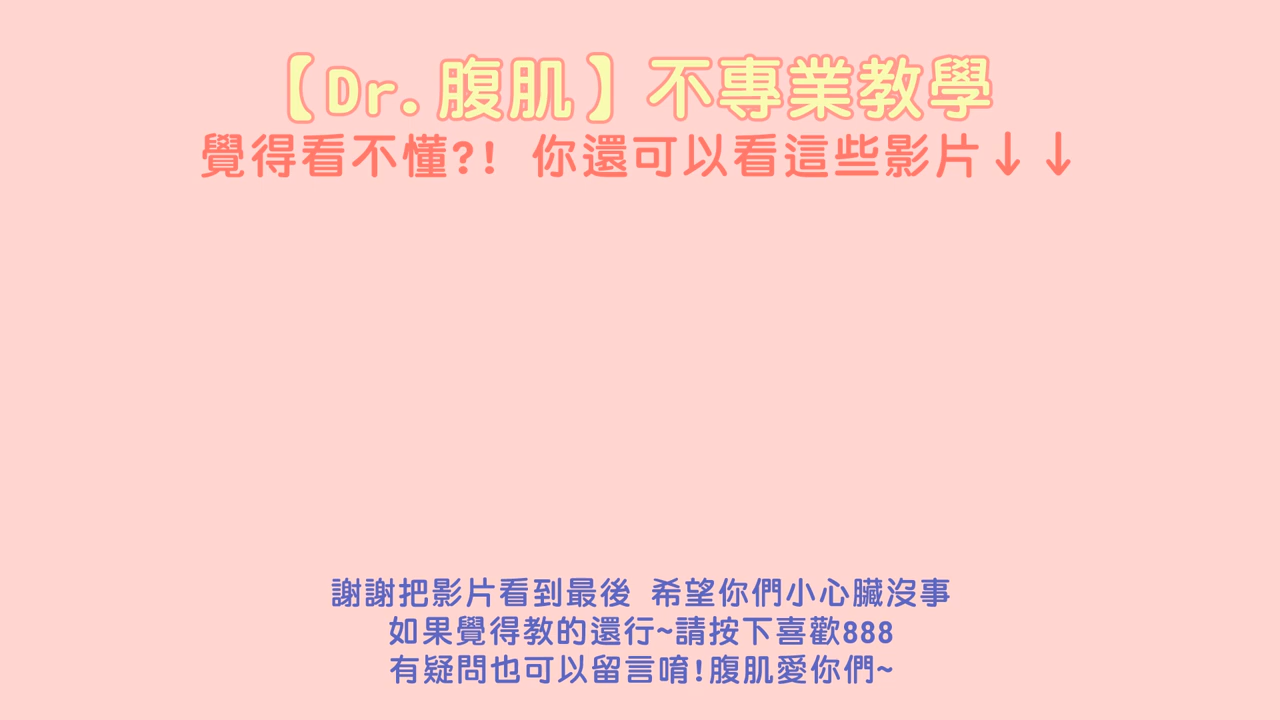 【Dr.腹肌】不專業教學
覺得看不懂?! 你還可以看這些影片↓↓
謝謝把影片看到最後 希望你們小心臟沒事
如果覺得教的還行~請按下喜歡888
有疑問也可以留言唷!腹肌愛你們~